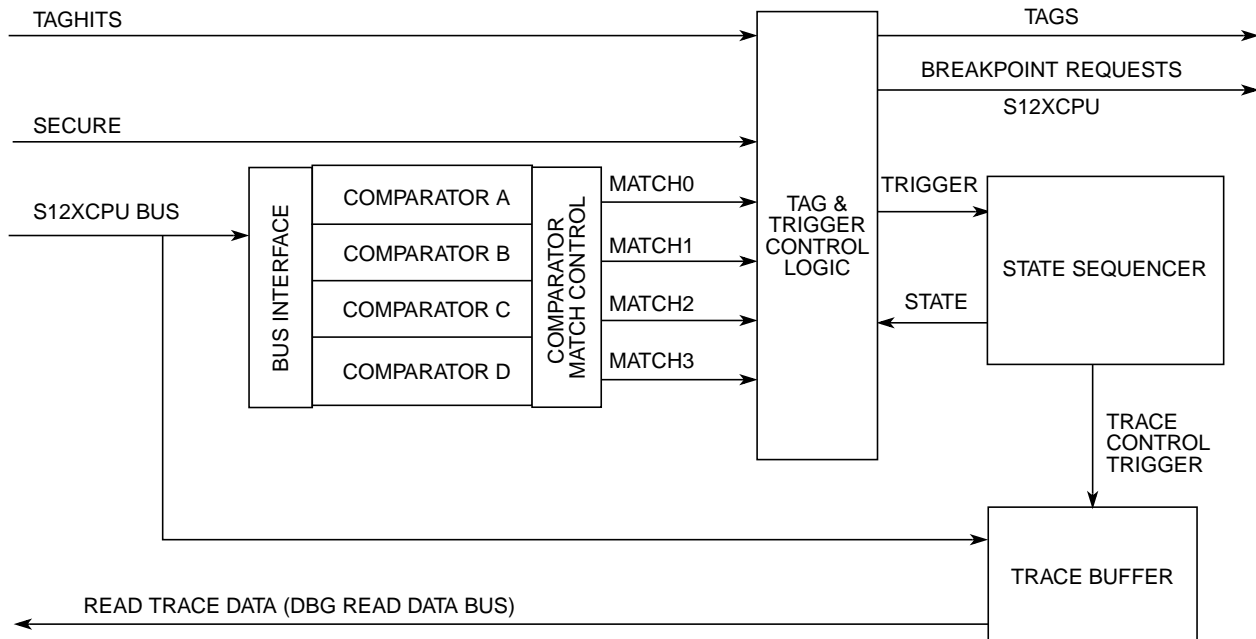 TAGHITS
TAGS
BREAKPOINT REQUESTS
S12XCPU
SECURE
S12XCPU BUS
BUS INTERFACE
COMPARATOR A
COMPARATOR B
COMPARATOR C
COMPARATOR D
COMPARATOR
MATCH CONTROL
MATCH0
MATCH1
MATCH2
MATCH3
TAG &
TRIGGER
CONTROL
LOGIC
TRIGGER
STATE
STATE SEQUENCER
TRACE
CONTROL
TRIGGER
TRACE BUFFER
READ TRACE DATA (DBG READ DATA BUS)